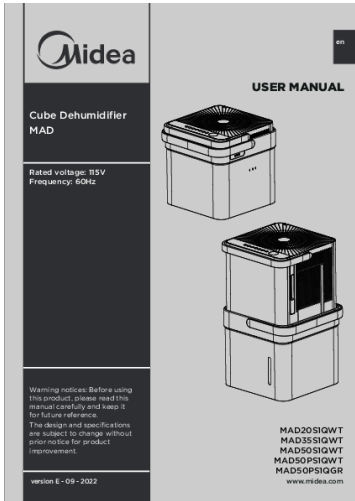 Midea
en
USER MANUAL
Cube Dehumidifier
MAD
Rated voltage: 115V
Frequency: 60Hz
Warning notices: Before using
this product, please read this
manual carefully and keep it
for future reference.
The design and specifications
are subject to change without
prior notice for product
improvement.
version E - 09 - 2022
MAD20S1QWT
MAD35S1QWT
MAD50S1QWT
MAD50PS1QWT
MAD50PS1QGR
www.midea.com